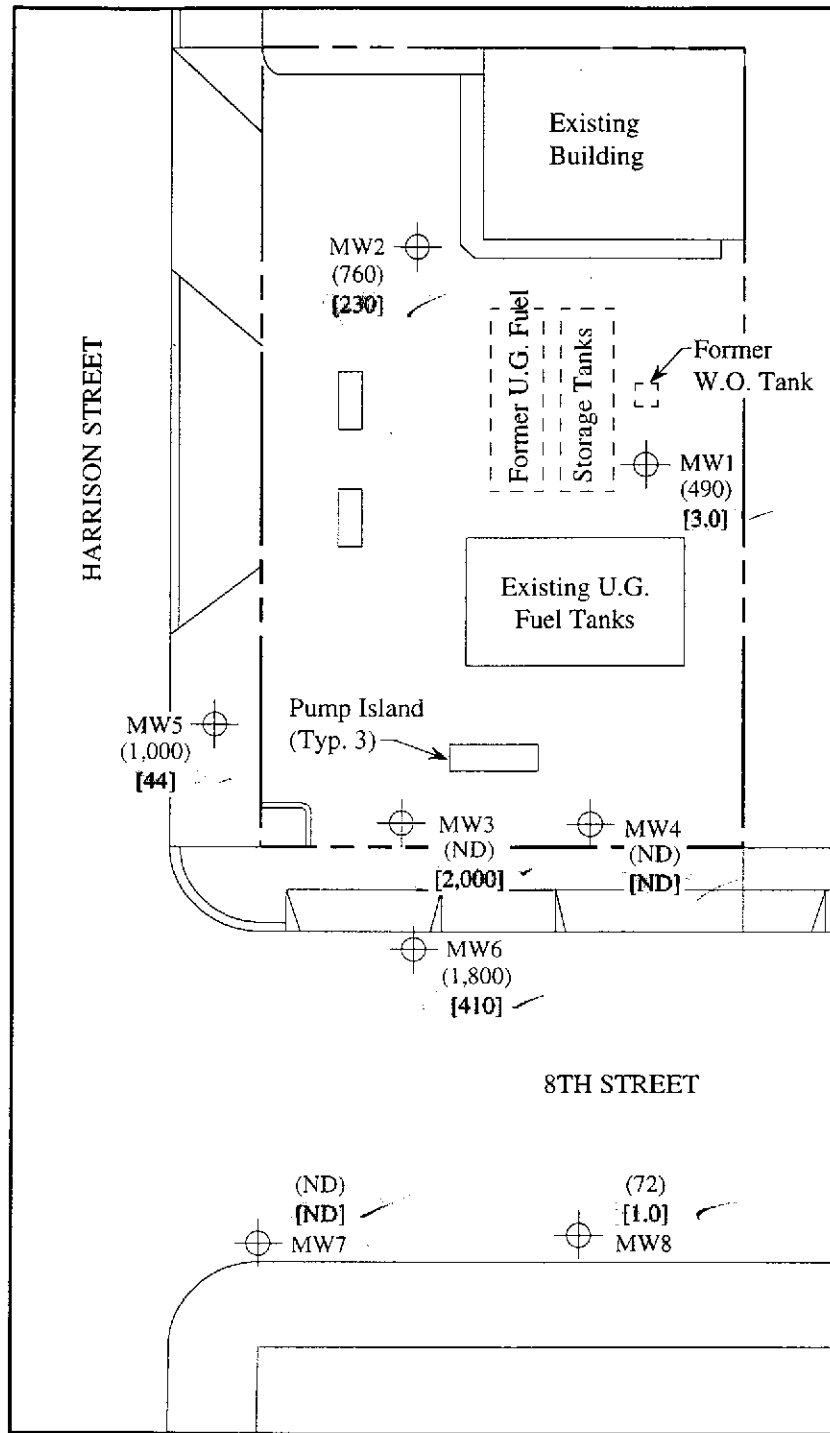 Existing
Building
MW2
(760)
[230]
Former U.G. Fuel
Storage Tanks
Former
W.O. Tank
MW1
(490)
[3.0]
HARRISON STREET
Existing U.G.
Fuel Tanks
MW5
(1,000)
[44]
Pump Island
(Typ. 3)
MW3
(ND)
[2,000]
MW4
(ND)
[ND]
MW6
(1,800)
[410]
8TH STREET
(ND)
[ND]
MW7
(72)
[1.0]
MW8